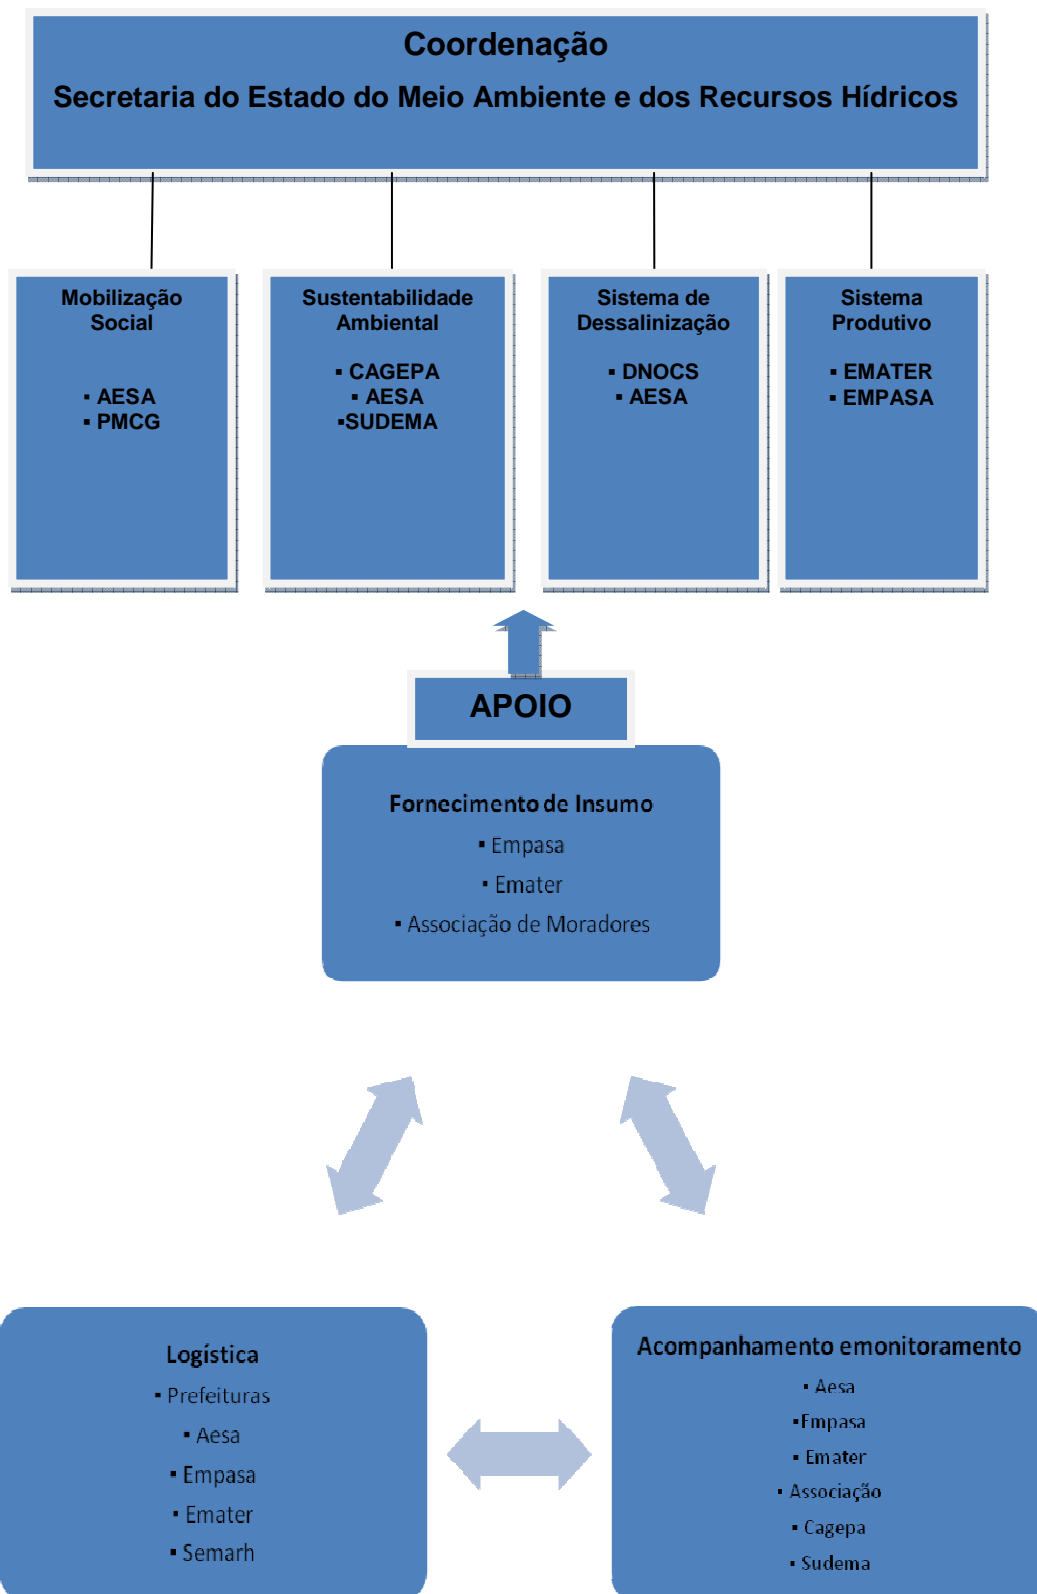 Coordenação
Secretaria do Estado do Meio Ambiente e dos Recursos Hídricos
Mobilização
Social
▪ AESA
▪ PMCG
Sustentabilidade
Ambiental
▪ CAGEPA
▪ AESA
▪SUDEMA
Sistema de
Dessalinização
▪ DNOCS
▪ AESA
Sistema
Produtivo
▪ EMATER
▪ EMPASA
APOIO
Fornecimento de Insumo
▪ Empasa
▪ Emater
▪ Associação de Moradores
Logística
▪ Prefeituras
▪ Aesa
▪ Empasa
▪ Emater
▪ Semarh
Acompanhamento emonitoramento
▪ Aesa
▪Empasa
▪ Emater
▪ Associação
▪ Cagepa
▪ Sudema